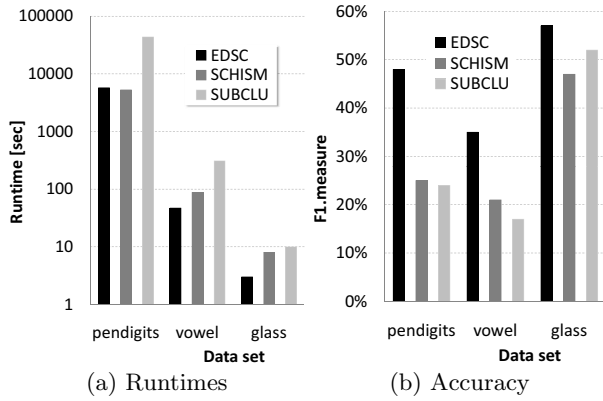 100000
10000
1000
100
10
1
Runtime [sec]
EDSC
SCHISM
SUBCLU
pendigits vowel glass
Data set
(a) Runtimes
60%
50%
40%
30%
20%
10%
0%
F1.measure
EDSC
SCHISM
SUBCLU
pendigits vowel glass
Data set
(b) Accuracy